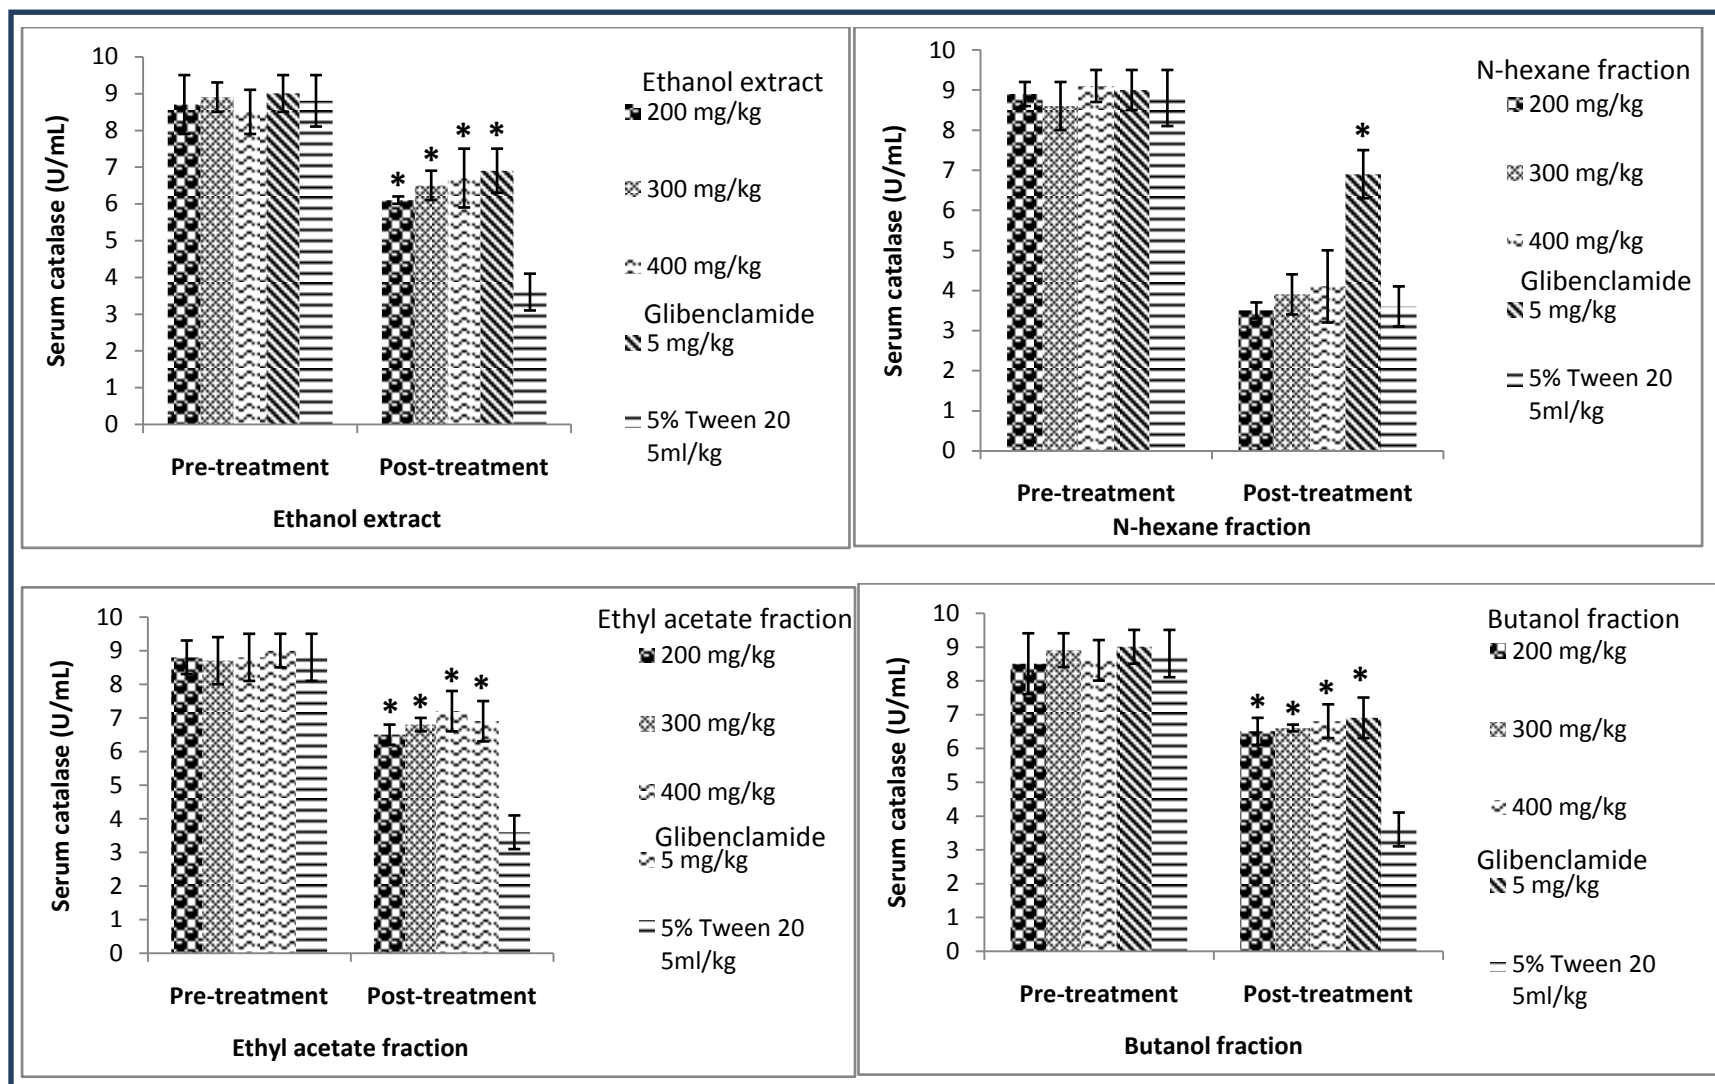 Serum catalase (U/mL)
10
9
8
7
6
5
4
3
2
1
0
*
*
*
*
Pre-treatment
Post-treatment
Ethanol extract
Ethanol extract
200 mg/kg
300 mg/kg
400 mg/kg
Glibenclamide
5 mg/kg
5% Tween 20
5ml/kg
Serum catalase (U/mL)
10
9
8
7
6
5
4
3
2
1
0
*
Pre-treatment
Post-treatment
N-hexane fraction
N-hexane fraction
200 mg/kg
300 mg/kg
400 mg/kg
Glibenclamide
5 mg/kg
5% Tween 20
5ml/kg
Serum catalase (U/mL)
10
9
8
7
6
5
4
3
2
1
0
*
*
*
*
Pre-treatment
Post-treatment
Ethyl acetate fraction
Ethyl acetate fraction
200 mg/kg
300 mg/kg
400 mg/kg
Glibenclamide
5 mg/kg
5% Tween 20
5ml/kg
Serum catalase (U/mL)
10
9
8
7
6
5
4
3
2
1
0
*
*
*
*
Pre-treatment
Post-treatment
Butanol fraction
Butanol fraction
200 mg/kg
300 mg/kg
400 mg/kg
Glibenclamide
5 mg/kg
5% Tween 20
5ml/kg